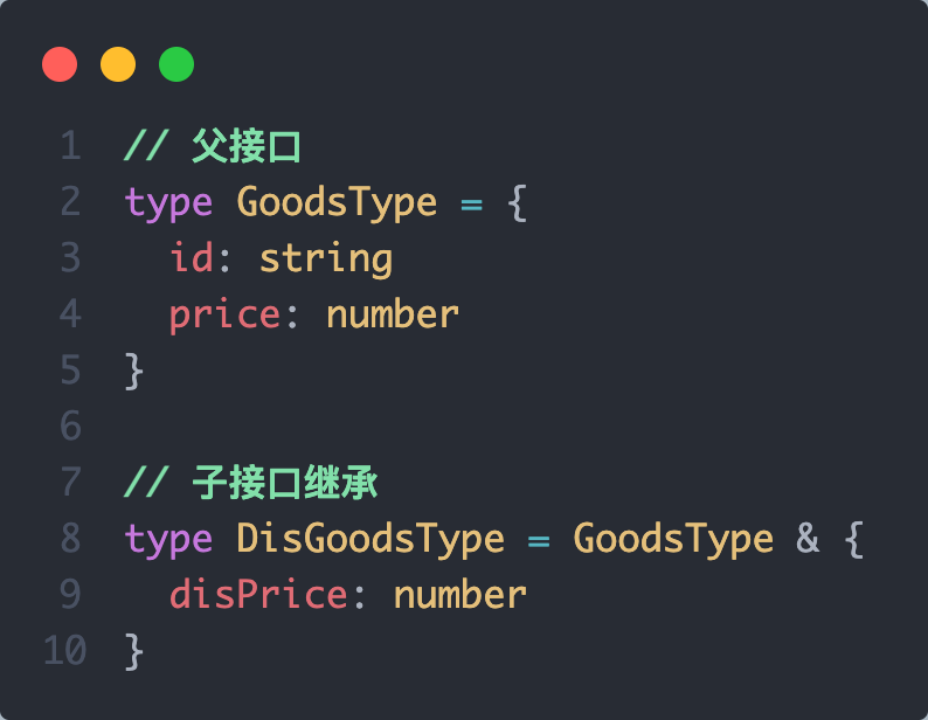 1 // 父接口
2 type GoodsType = {
3   id: string
4   price: number
5 }
6
7 // 子接口继承
8 type DisGoodsType = GoodsType & {
9   disPrice: number
10 }